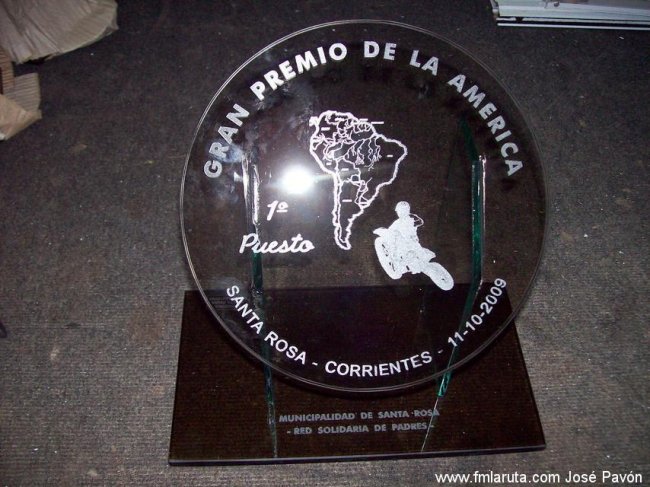 GRAN PREMIO DE LA AMERICA
1º
Puesto
SANTA ROSA - CORRIENTES - 11-10-2009
MUNICIPALIDAD DE SANTA ROSA
- RED SOLIDARIA DE PADRES -
www.fmlaruta.com José Pavón